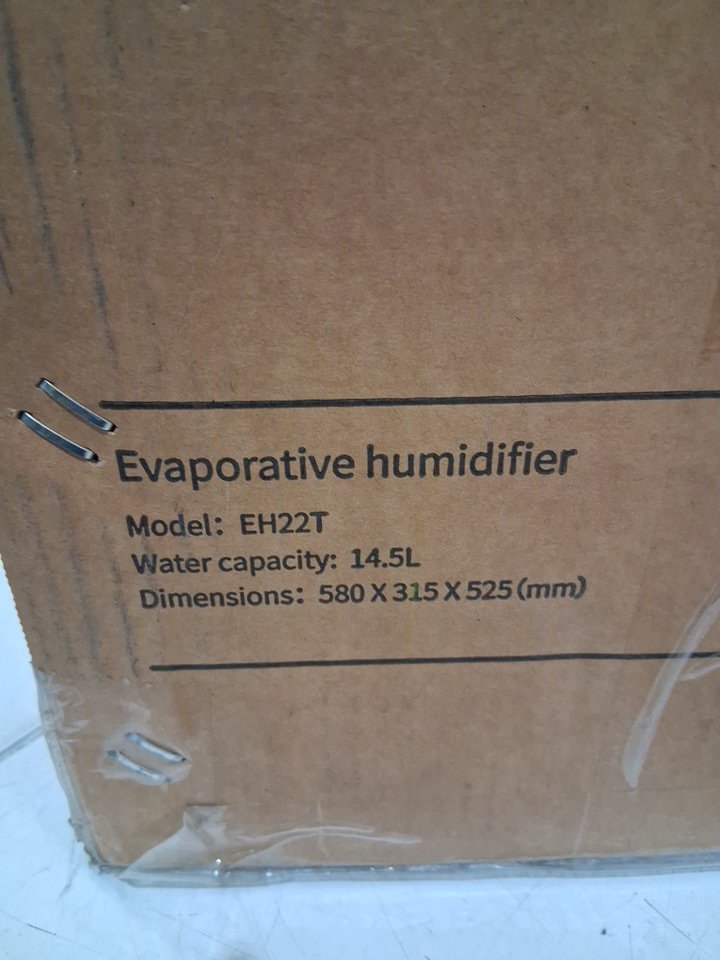 Evaporative humidifier
Model: EH22T
Water capacity: 14.5L
Dimensions: 580 X 315 X 525(mm)